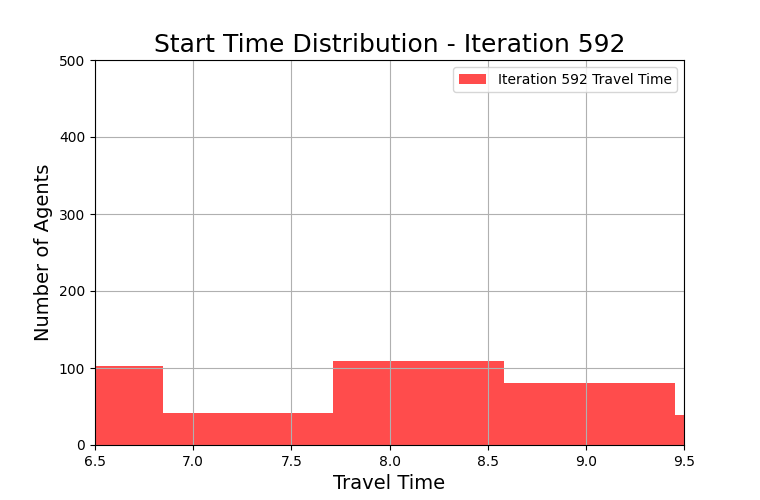 Start Time Distribution - Iteration 592
Iteration 592 Travel Time
Number of Agents
500
400
300
200
100
0
6.5 7.0 7.5 8.0 8.5 9.0 9.5
Travel Time